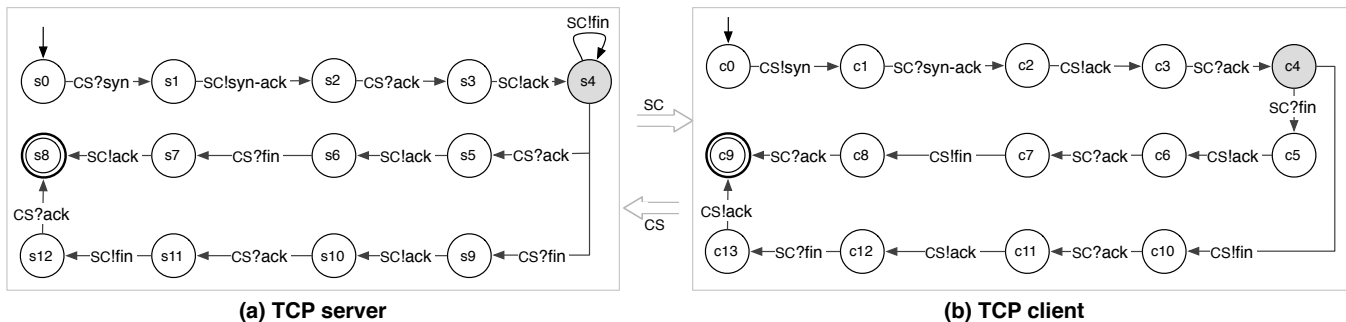 SC!fin
s0 CS?syn s1 SC!syn-ack s2 CS?ack s3 SC!ack s4
s8 SC!ack s7 CS?fin s6 SC!ack s5 CS?ack
CS?ack
s12 SC!fin s11 CS?ack s10 SC!ack s9 CS?fin
(a) TCP server
SC
CS
c0 CS!syn c1 SC?syn-ack c2 CS!ack c3 SC?ack c4
SC?fin
c9 SC?ack c8 CS!fin c7 SC?ack c6 CS!ack c5
CS!ack
c13 SC?fin c12 CS!ack c11 SC?ack c10 CS!fin
(b) TCP client